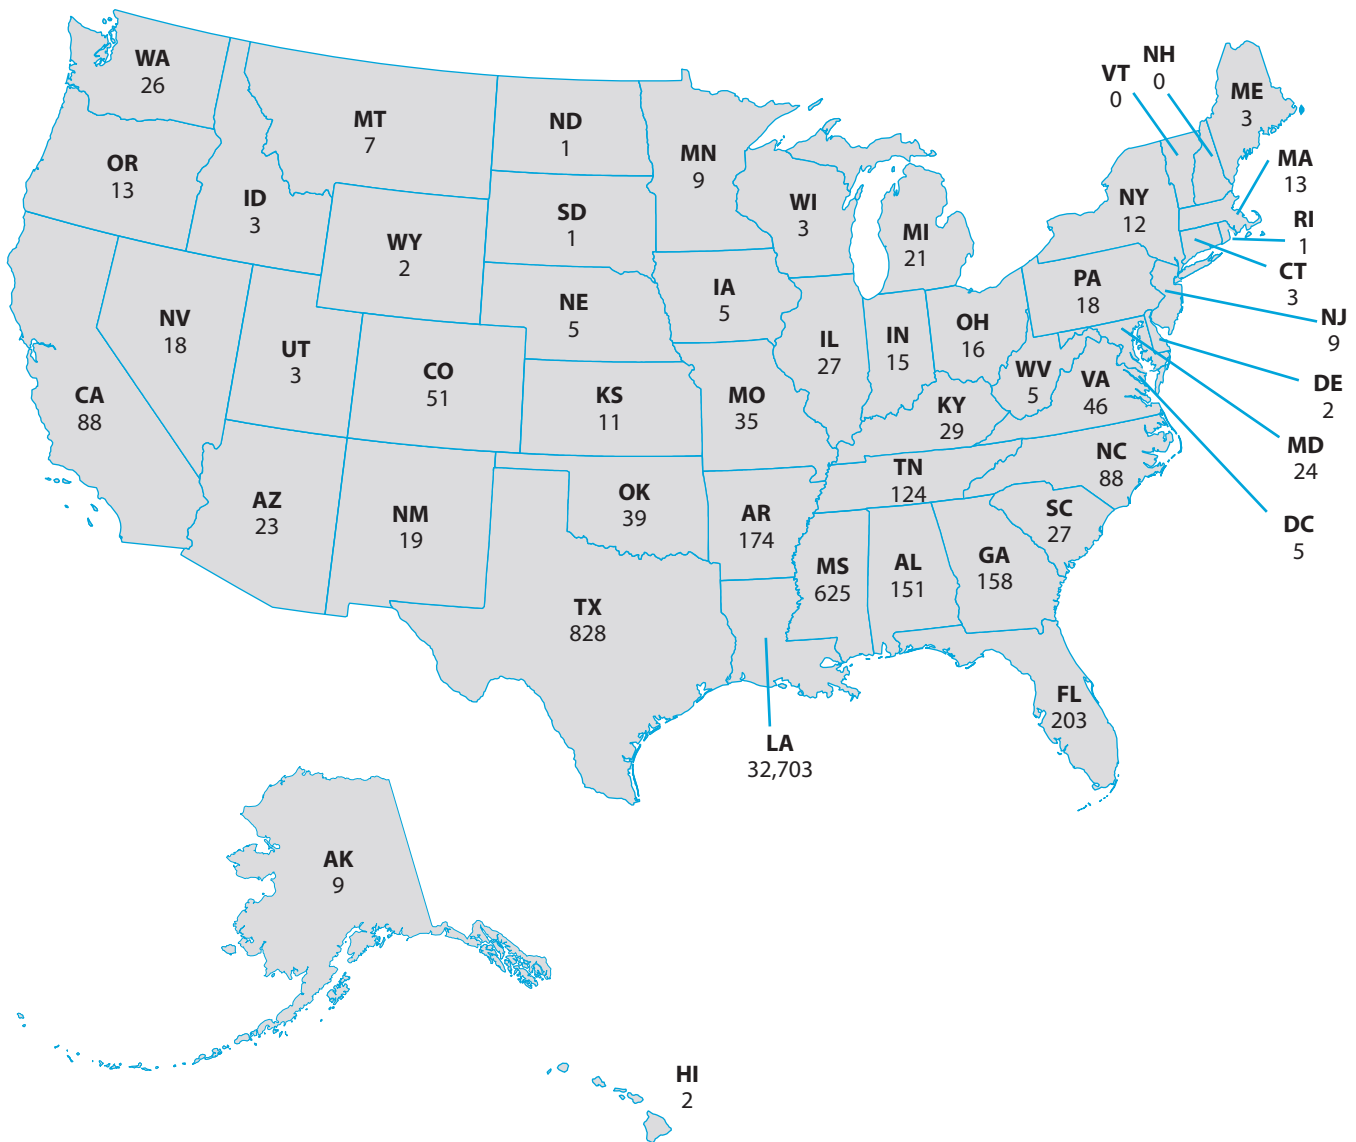 WA
26
MT
7
ND
1
MN
9
VT
0
NH
0
ME
3
OR
13
ID
3
WY
2
SD
1
WI
3
MI
21
NY
12
MA
13
RI
1
CT
3
NV
18
UT
3
CO
51
NE
5
IA
5
IL
27
IN
15
OH
16
PA
18
NJ
9
CA
88
KS
11
MO
35
KY
29
WV
5
VA
46
DE
2
MD
24
DC
5
AZ
23
NM
19
OK
39
AR
174
TN
124
NC
88
SC
27
TX
828
MS
625
AL
151
GA
158
LA
32,703
FL
203
AK
9
HI
2